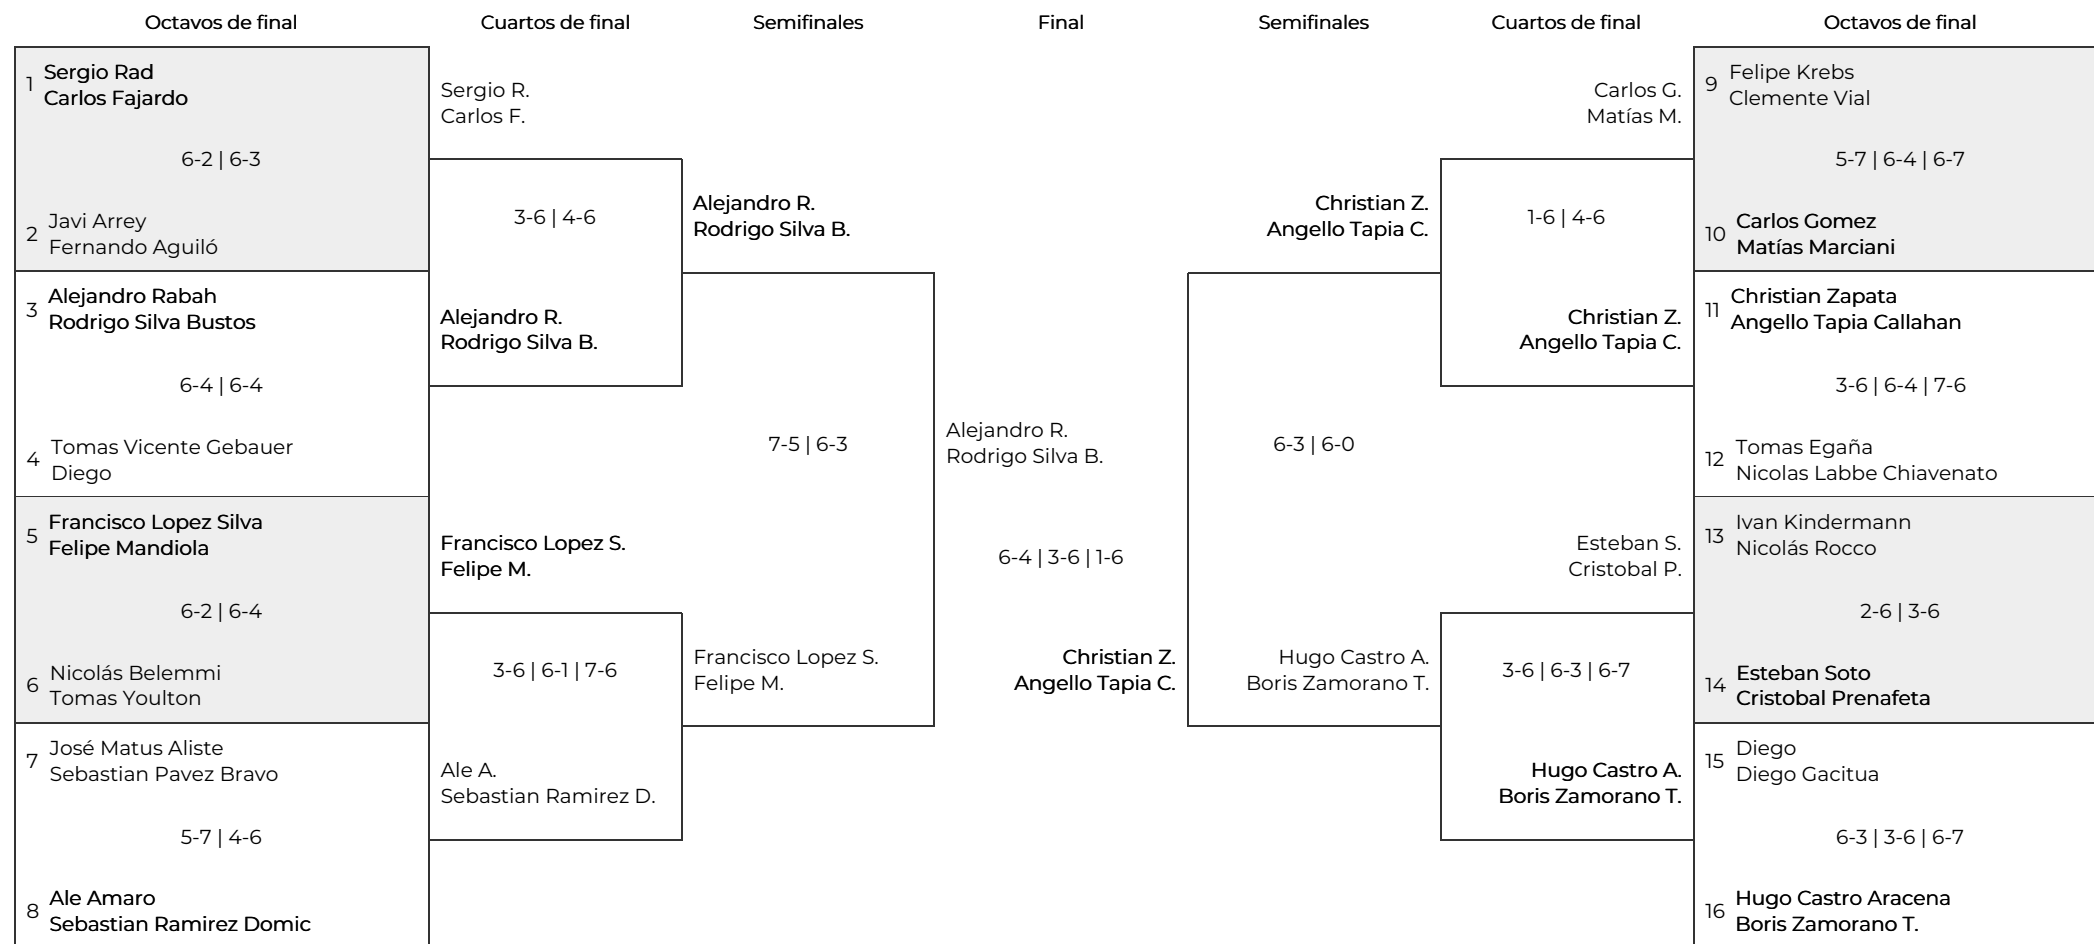 Octavos de final
Cuartos de final
Semifinales
Final
Semifinales
Cuartos de final
Octavos de final
1
Sergio Rad
Carlos Fajardo
6-2 | 6-3
2
Javi Arrey
Fernando Aguiló
3
Alejandro Rabah
Rodrigo Silva Bustos
6-4 | 6-4
4
Tomas Vicente Gebauer
Diego
5
Francisco Lopez Silva
Felipe Mandiola
6-2 | 6-4
6
Nicolás Belemmi
Tomas Youlton
7
José Matus Aliste
Sebastian Pavez Bravo
5-7 | 4-6
8
Ale Amaro
Sebastian Ramirez Domic
Sergio R.
Carlos F.
3-6 | 4-6
Alejandro R.
Rodrigo Silva B.
Francisco Lopez S.
Felipe M.
3-6 | 6-1 | 7-6
Ale A.
Sebastian Ramirez D.
Alejandro R.
Rodrigo Silva B.
7-5 | 6-3
Francisco Lopez S.
Felipe M.
Alejandro R.
Rodrigo Silva B.
6-4 | 3-6 | 1-6
Christian Z.
Angello Tapia C.
Christian Z.
Angello Tapia C.
6-3 | 6-0
Hugo Castro A.
Boris Zamorano T.
Carlos G.
Matías M.
1-6 | 4-6
Christian Z.
Angello Tapia C.
Esteban S.
Cristobal P.
3-6 | 6-3 | 6-7
Hugo Castro A.
Boris Zamorano T.
9
Felipe Krebs
Clemente Vial
5-7 | 6-4 | 6-7
10
Carlos Gomez
Matías Marciani
11
Christian Zapata
Angello Tapia Callahan
3-6 | 6-4 | 7-6
12
Tomas Egaña
Nicolas Labbe Chiavenato
13
Ivan Kindermann
Nicolás Rocco
2-6 | 3-6
14
Esteban Soto
Cristobal Prenafeta
15
Diego
Diego Gacitua
6-3 | 3-6 | 6-7
16
Hugo Castro Aracena
Boris Zamorano T.